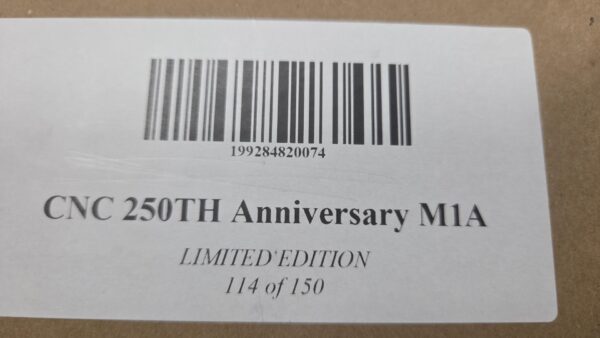 199284820074
CNC 250TH Anniversary M1A
LIMITED EDITION
114 of 150